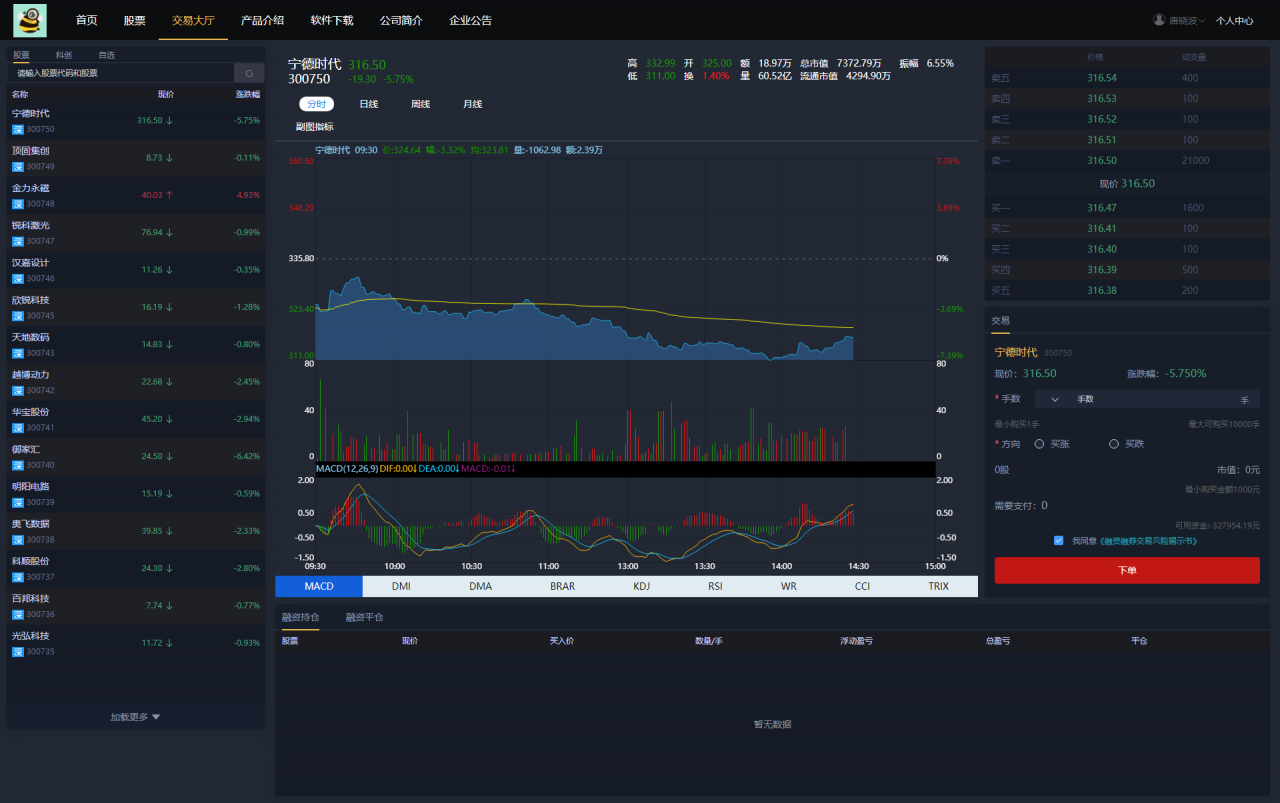 首页 股票 交易大厅 产品介绍 软件下载 公司简介 企业公告 唐晓波 个人中心
股票 科创 自选
请输入股票代码和股票
名称 现价 涨跌幅
宁德时代
深 300750 316.50 ↓ -5.75%
顶固集创
深 300749 8.73 ↓ -0.11%
金力永磁
深 300748 40.03 ↑ 4.93%
锐科激光
深 300747 76.94 ↓ -0.99%
汉嘉设计
深 300746 11.26 ↓ -0.35%
欣锐科技
深 300745 16.19 ↓ -1.28%
天地数码
深 300743 14.83 ↓ -0.80%
越博动力
深 300742 22.68 ↓ -2.45%
华宝股份
深 300741 45.20 ↓ -2.94%
御家汇
深 300740 24.50 ↓ -6.42%
明阳电路
深 300739 15.19 ↓ -0.59%
奥飞数据
深 300738 39.85 ↓ -2.33%
科顺股份
深 300737 24.30 ↓ -2.80%
百邦科技
深 300736 7.74 ↓ -0.77%
光弘科技
深 300735 11.72 ↓ -0.93%
加载更多
宁德时代 316.50
300750 -19.30 -5.75%
高 332.99 开 325.00 额 18.97万 总市值 7372.79万 振幅 6.55%
低 311.00 换 1.40% 量 60.52亿 流通市值 4294.90万
分时 日线 周线 月线
副图指标
宁德时代 09:30 价:324.64 幅:-3.32% 均:323.81 量:-1062.98 额:2.39万
360.60 7.39%
348.20 3.69%
335.80 0%
323.40 -3.69%
311.00 -7.39%
80 80
40 40
0 0
MACD(12,26,9) DIF:0.00↓ DEA:0.00↓ MACD:-0.01↓
2.00 2.00
0.50 0.50
-0.50 -0.50
-1.50 -1.50
09:30 10:00 10:30 11:00 13:00 13:30 14:00 14:30 15:00
MACD DMI DMA BRAR KDJ RSI WR CCI TRIX
融资持仓 融资平仓
股票 现价 买入价 数量/手 浮动盈亏 总盈亏 平仓
暂无数据
价格 成交量
卖五 316.54 400
卖四 316.53 100
卖三 316.52 100
卖二 316.51 100
卖一 316.50 21000
现价 316.50
买一 316.47 1600
买二 316.41 100
买三 316.40 100
买四 316.39 500
买五 316.38 200
交易
宁德时代 300750
现价: 316.50 涨跌幅: -5.750%
* 手数 手数 手
最小购买1手 最大可购买10000手
* 方向 买涨 买跌
0股 市值: 0元
最小购买金额1000元
需要支付: 0
可用资金:-327954.19元
我同意《融资融券交易风险揭示书》
下单